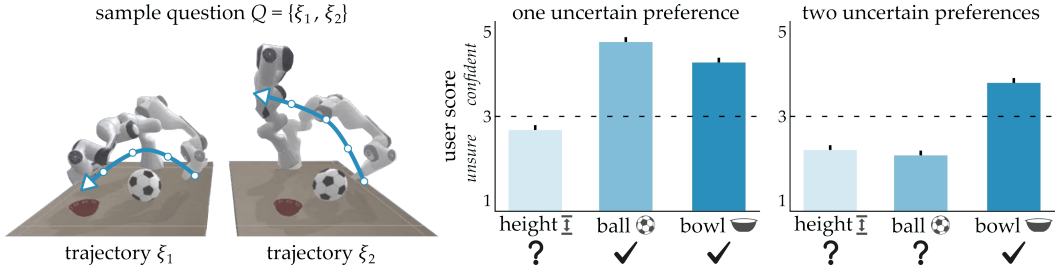 sample question Q = {ξ₁, ξ₂}
trajectory ξ₁
trajectory ξ₂
one uncertain preference
user score
confident
unsure
5
3
1
height
ball
bowl
?
✓
✓
two uncertain preferences
5
3
1
height
ball
bowl
?
?
✓